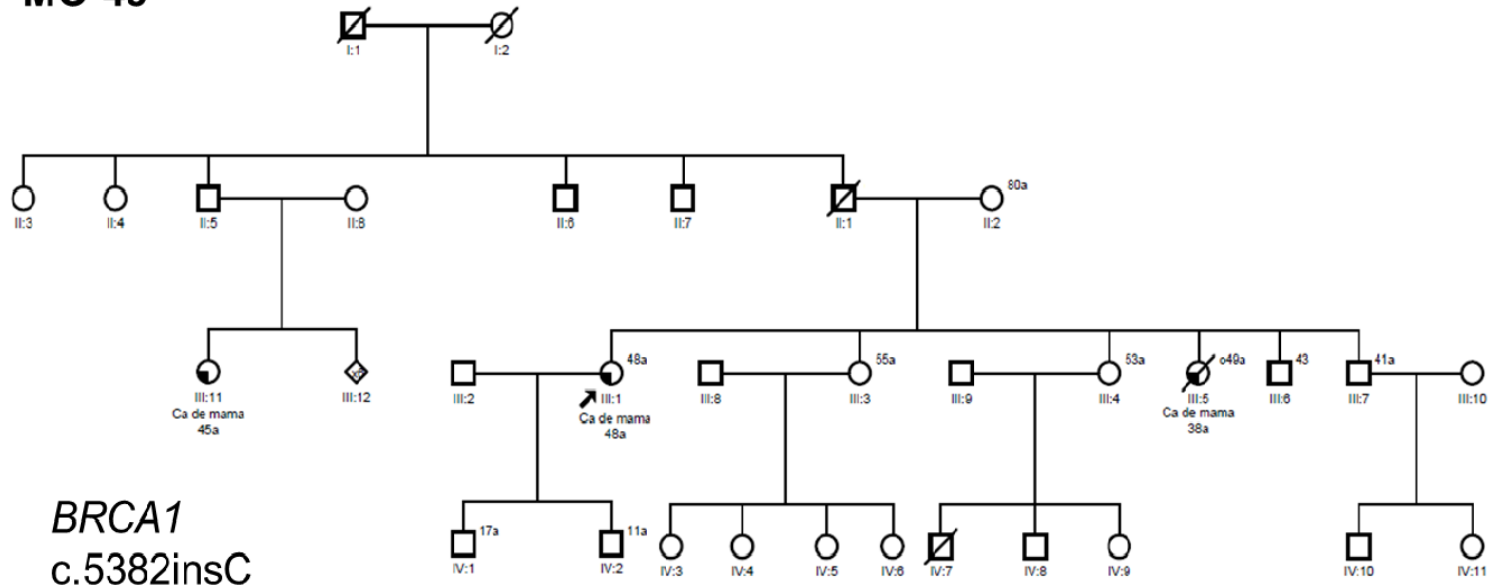 I:1 I:2
80a
II:3 II:4 II:5 II:8 II:6 II:7 II:1 II:2
48a 55a 53a o49a 43 41a
III:11 III:12 III:2 III:1 III:8 III:3 III:9 III:4 III:5 III:6 III:7 III:10
Ca de mama Ca de mama Ca de mama
45a 48a 38a
17a 11a
IV:1 IV:2 IV:3 IV:4 IV:5 IV:6 IV:7 IV:8 IV:9 IV:10 IV:11
BRCA1
c.5382insC